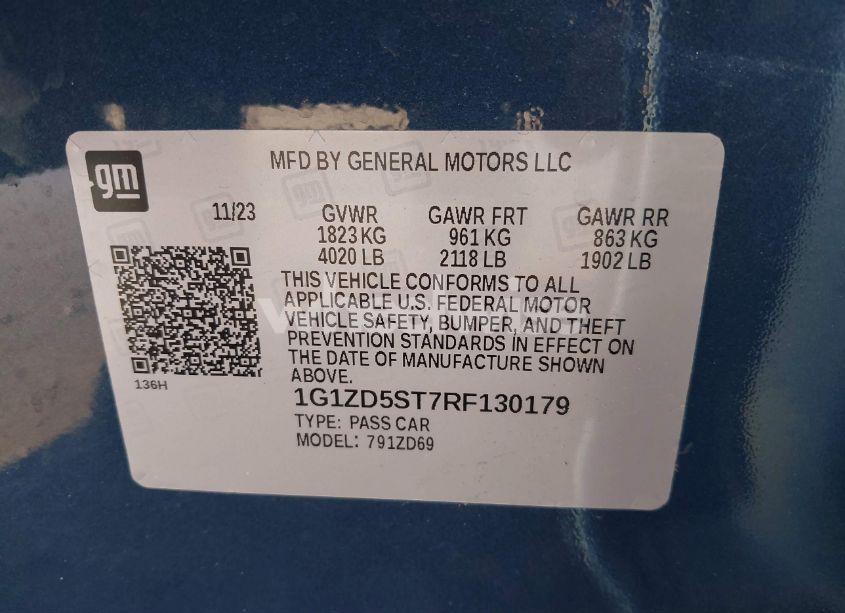 MFD BY GENERAL MOTORS LLC
gm
11/23
GVWR GAWR FRT GAWR RR
1823 KG 961 KG 863 KG
4020 LB 2118 LB 1902 LB
THIS VEHICLE CONFORMS TO ALL
APPLICABLE U.S. FEDERAL MOTOR
VEHICLE SAFETY, BUMPER, AND THEFT
PREVENTION STANDARDS IN EFFECT ON
THE DATE OF MANUFACTURE SHOWN
ABOVE.
136H
1G1ZD5ST7RF130179
TYPE: PASS CAR
MODEL: 791ZD69